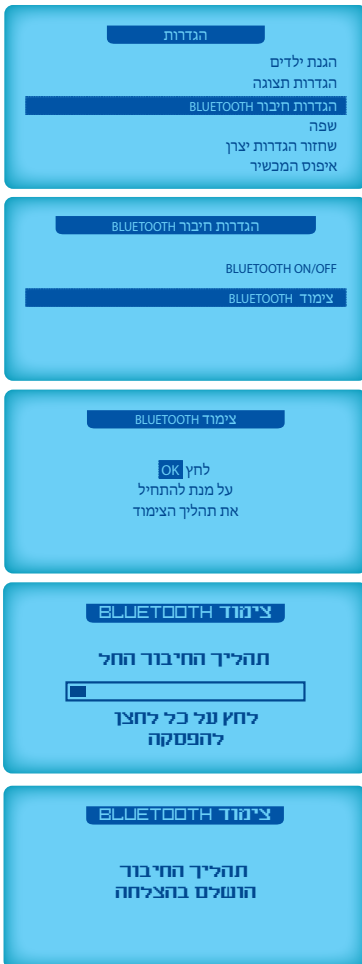 הגדרות
הגנת ילדים
הגדרות תצוגה
הגדרות חיבור BLUETOOTH
שפה
שחזור הגדרות יצרן
איפוס המכשיר
הגדרות חיבור BLUETOOTH
BLUETOOTH ON/OFF
צימוד BLUETOOTH
צימוד BLUETOOTH
לחץ OK
על מנת להתחיל
את תהליך הצימוד
צימוד BLUETOOTH
תהליך החיבור החל
לחץ על כל לחצן
להפסקה
צימוד BLUETOOTH
תהליך החיבור
הושלם בהצלחה